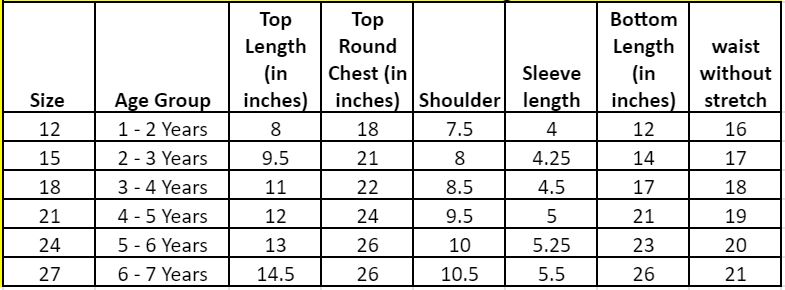 Size Age Group Top Length (in inches) Top Round Chest (in inches) Shoulder Sleeve length Bottom Length (in inches) waist without stretch
12 1 - 2 Years 8 18 7.5 4 12 16
15 2 - 3 Years 9.5 21 8 4.25 14 17
18 3 - 4 Years 11 22 8.5 4.5 17 18
21 4 - 5 Years 12 24 9.5 5 21 19
24 5 - 6 Years 13 26 10 5.25 23 20
27 6 - 7 Years 14.5 26 10.5 5.5 26 21